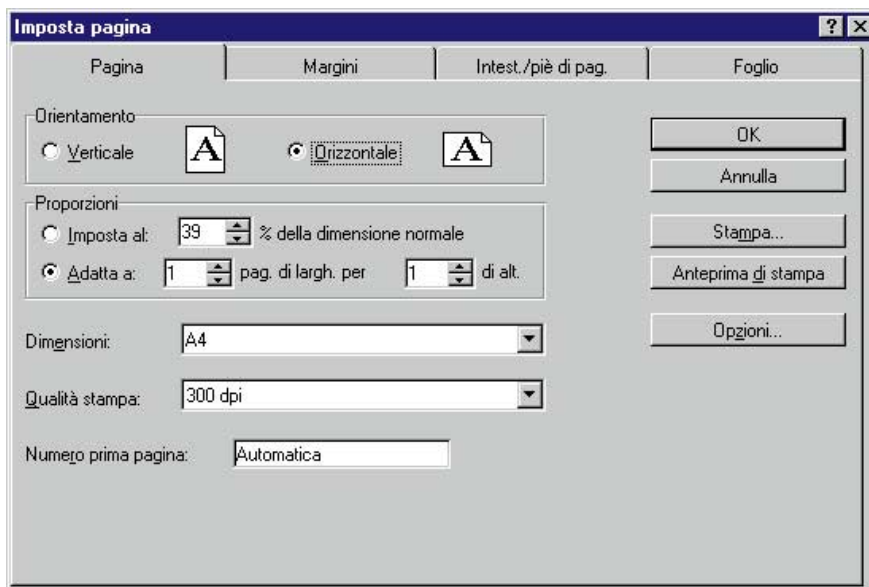 Imposta pagina
Pagina
Margini
Intest./piè di pag.
Foglio
Orientamento
Verticale
A
Orizzontale
A
Proporzioni
Imposta al: 39 % della dimensione normale
Adatta a: 1 pag. di largh. per 1 di alt.
Dimensioni: A4
Qualità stampa: 300 dpi
Numero prima pagina: Automatica
OK
Annulla
Stampa...
Anteprima di stampa
Opzioni...